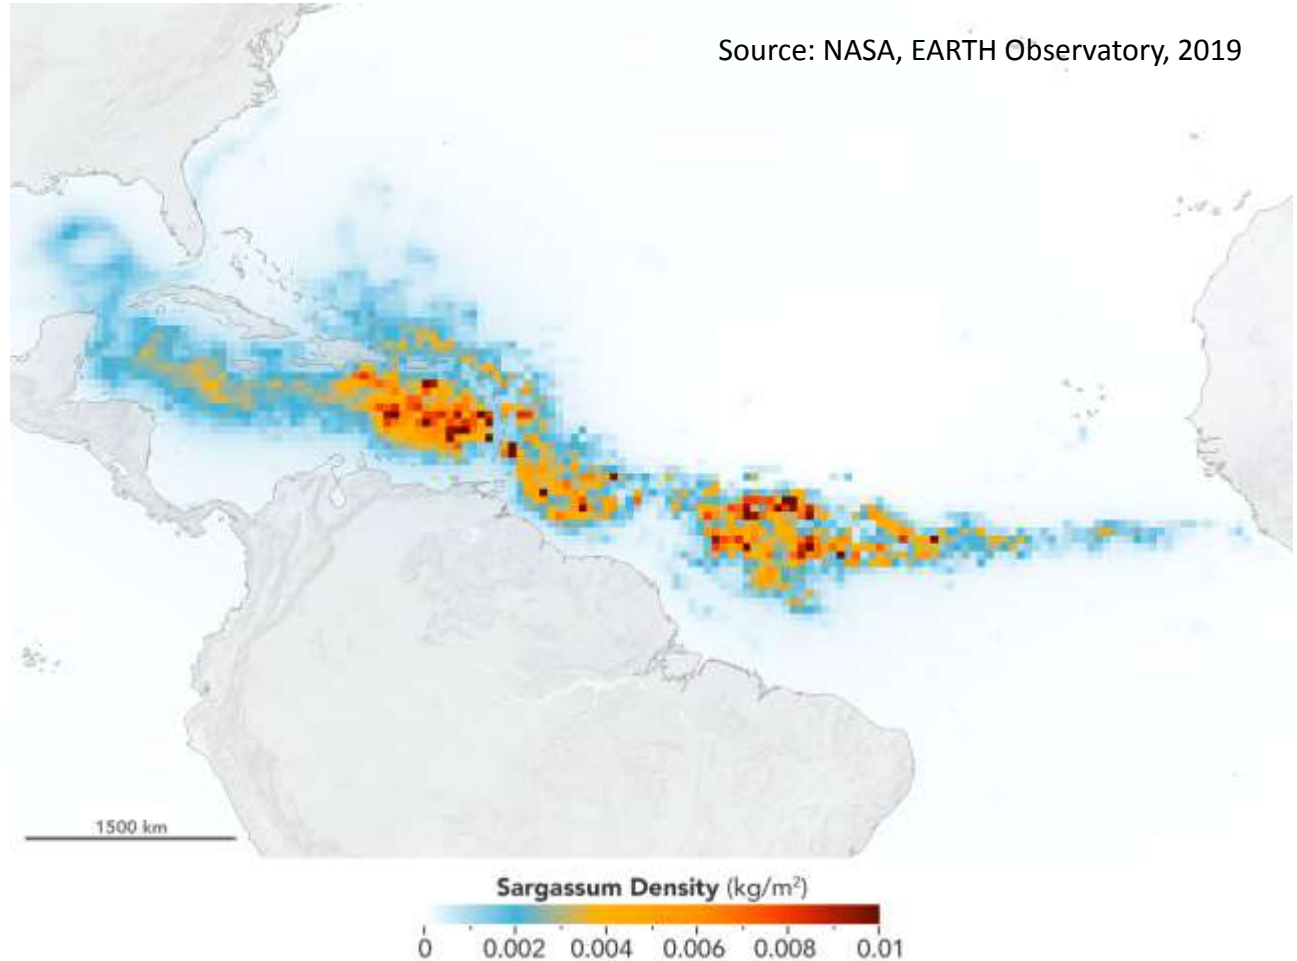 Source: NASA, EARTH Observatory, 2019
1500 km
Sargassum Density (kg/m²)
0 0.002 0.004 0.006 0.008 0.01